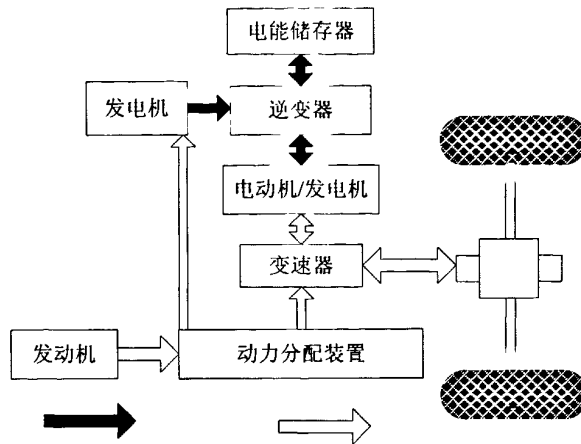 电能储存器
发电机
逆变器
电动机/发电机
变速器
发动机
动力分配装置